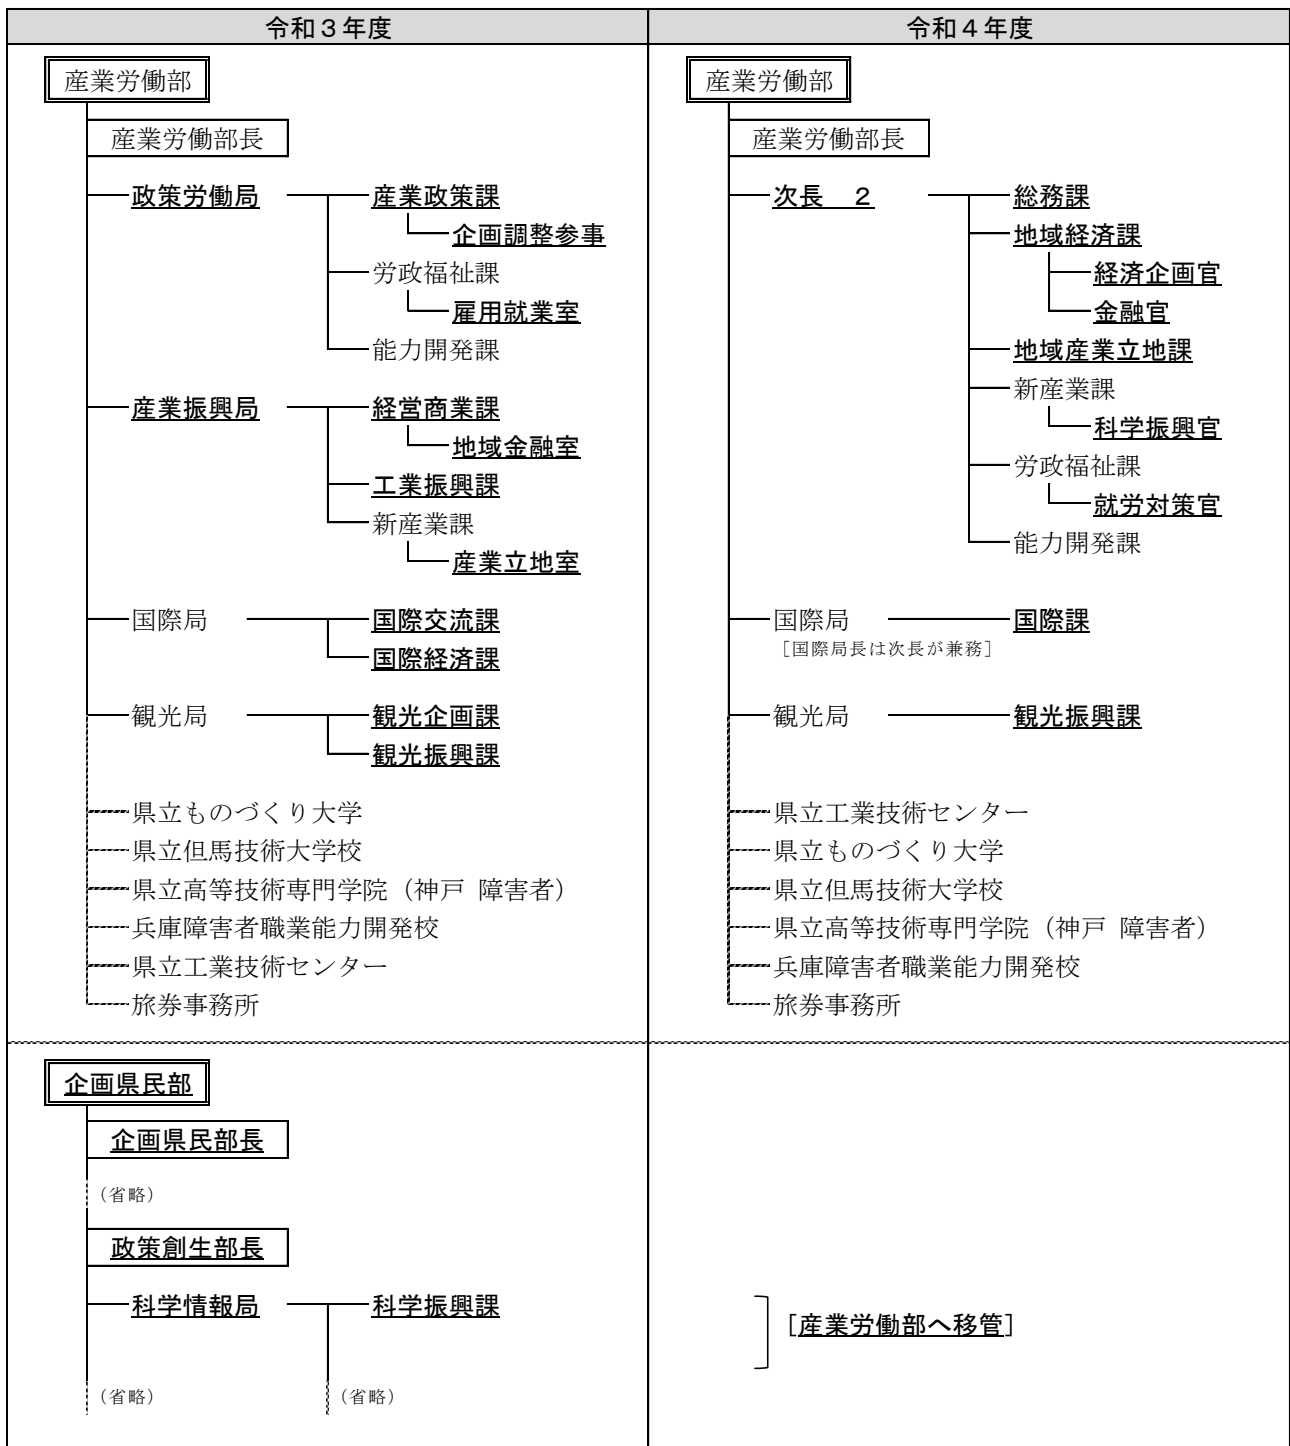 令和３年度
産業労働部
産業労働部長
政策労働局
産業政策課
企画調整参事
労政福祉課
雇用就業室
能力開発課
産業振興局
経営商業課
地域金融室
工業振興課
新産業課
産業立地室
国際局
国際交流課
国際経済課
観光局
観光企画課
観光振興課
県立ものづくり大学
県立但馬技術大学校
県立高等技術専門学院（神戸 障害者）
兵庫障害者職業能力開発校
県立工業技術センター
旅券事務所
企画県民部
企画県民部長
（省略）
政策創生部長
科学情報局
科学振興課
（省略）
（省略）
令和４年度
産業労働部
産業労働部長
次長　２
総務課
地域経済課
経済企画官
金融官
地域産業立地課
新産業課
科学振興官
労政福祉課
就労対策官
能力開発課
国際局
国際課
［国際局長は次長が兼務］
観光局
観光振興課
県立工業技術センター
県立ものづくり大学
県立但馬技術大学校
県立高等技術専門学院（神戸 障害者）
兵庫障害者職業能力開発校
旅券事務所
［産業労働部へ移管］